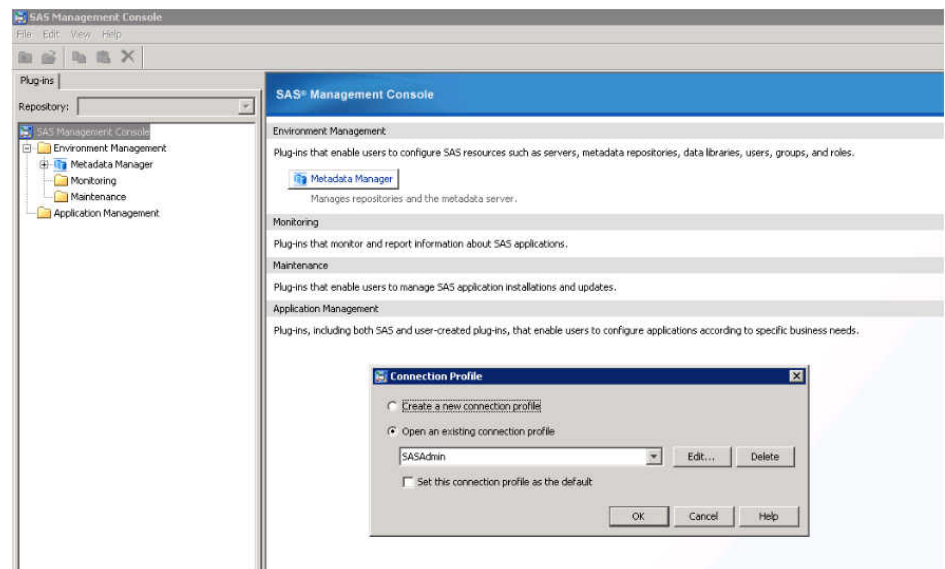 SAS Management Console
File Edit View Help
Plug-ins
Repository:
SAS Management Console
Environment Management
Metadata Manager
Monitoring
Maintenance
Application Management
SAS® Management Console
Environment Management
Plug-ins that enable users to configure SAS resources such as servers, metadata repositories, data libraries, users, groups, and roles.
Metadata Manager
Manages repositories and the metadata server.
Monitoring
Plug-ins that monitor and report information about SAS applications.
Maintenance
Plug-ins that enable users to manage SAS application installations and updates.
Application Management
Plug-ins, including both SAS and user-created plug-ins, that enable users to configure applications according to specific business needs.
Connection Profile
Create a new connection profile
Open an existing connection profile
SASAdmin Edit... Delete
Set this connection profile as the default
OK Cancel Help